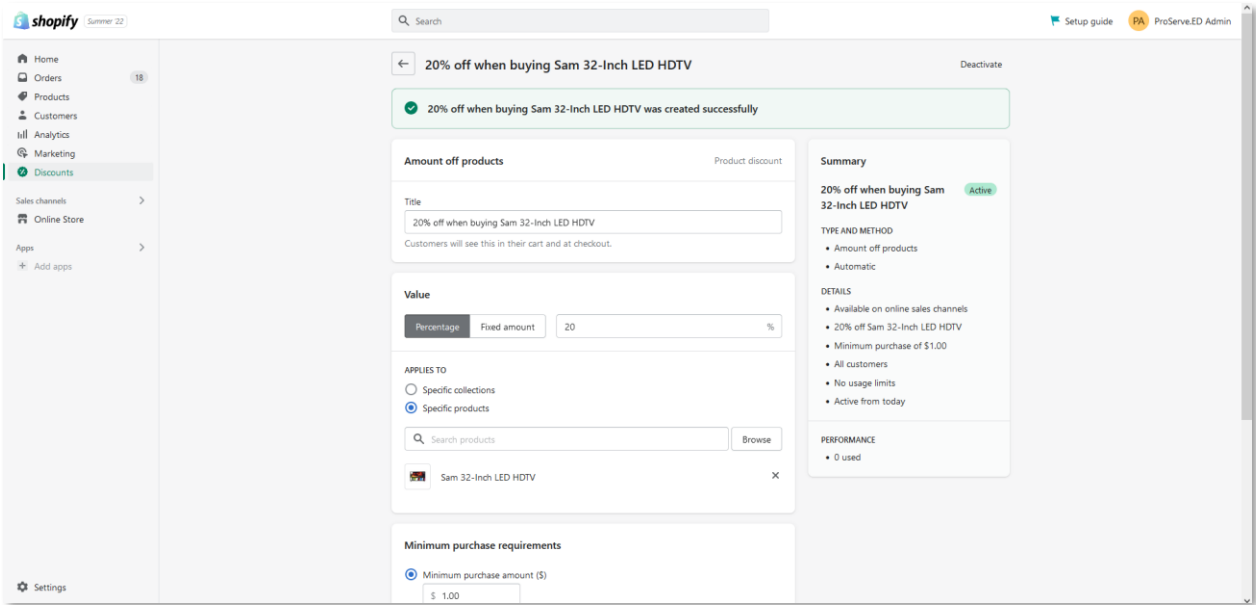 shopify Summer '22
Search
Setup guide
PA ProServe.ED Admin
Home
Orders 18
Products
Customers
Analytics
Marketing
Discounts
Sales channels
Online Store
Apps
Add apps
Settings
20% off when buying Sam 32-Inch LED HDTV
Deactivate
20% off when buying Sam 32-Inch LED HDTV was created successfully
Amount off products Product discount
Title
20% off when buying Sam 32-Inch LED HDTV
Customers will see this in their cart and at checkout.
Value
Percentage Fixed amount 20 %
APPLIES TO
Specific collections
Specific products
Search products Browse
Sam 32-Inch LED HDTV
Minimum purchase requirements
Minimum purchase amount ($)
$ 1.00
Summary
20% off when buying Sam Active
32-Inch LED HDTV
TYPE AND METHOD
• Amount off products
• Automatic
DETAILS
• Available on online sales channels
• 20% off Sam 32-Inch LED HDTV
• Minimum purchase of $1.00
• All customers
• No usage limits
• Active from today
PERFORMANCE
• 0 used